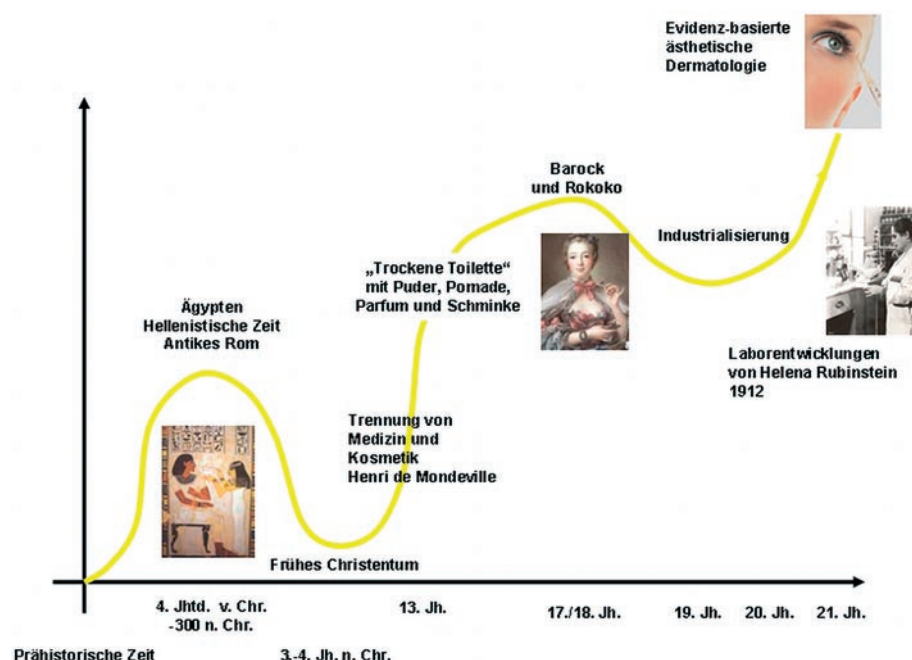 Evidenz-basierte
ästhetische
Dermatologie
Barock
und Rokoko
Industrialisierung
„Trockene Toilette“
mit Puder, Pomade,
Parfum und Schminke
Ägypten
Hellenistische Zeit
Antikes Rom
Laborentwicklungen
von Helena Rubinstein
1912
Trennung von
Medizin und
Kosmetik
Henri de Mondeville
Frühes Christentum
4. Jhtd. v. Chr.
-300 n. Chr.
13. Jh.
17./18. Jh.
19. Jh.
20. Jh.
21. Jh.
Prähistorische Zeit
3.-4. Jh. n. Chr.